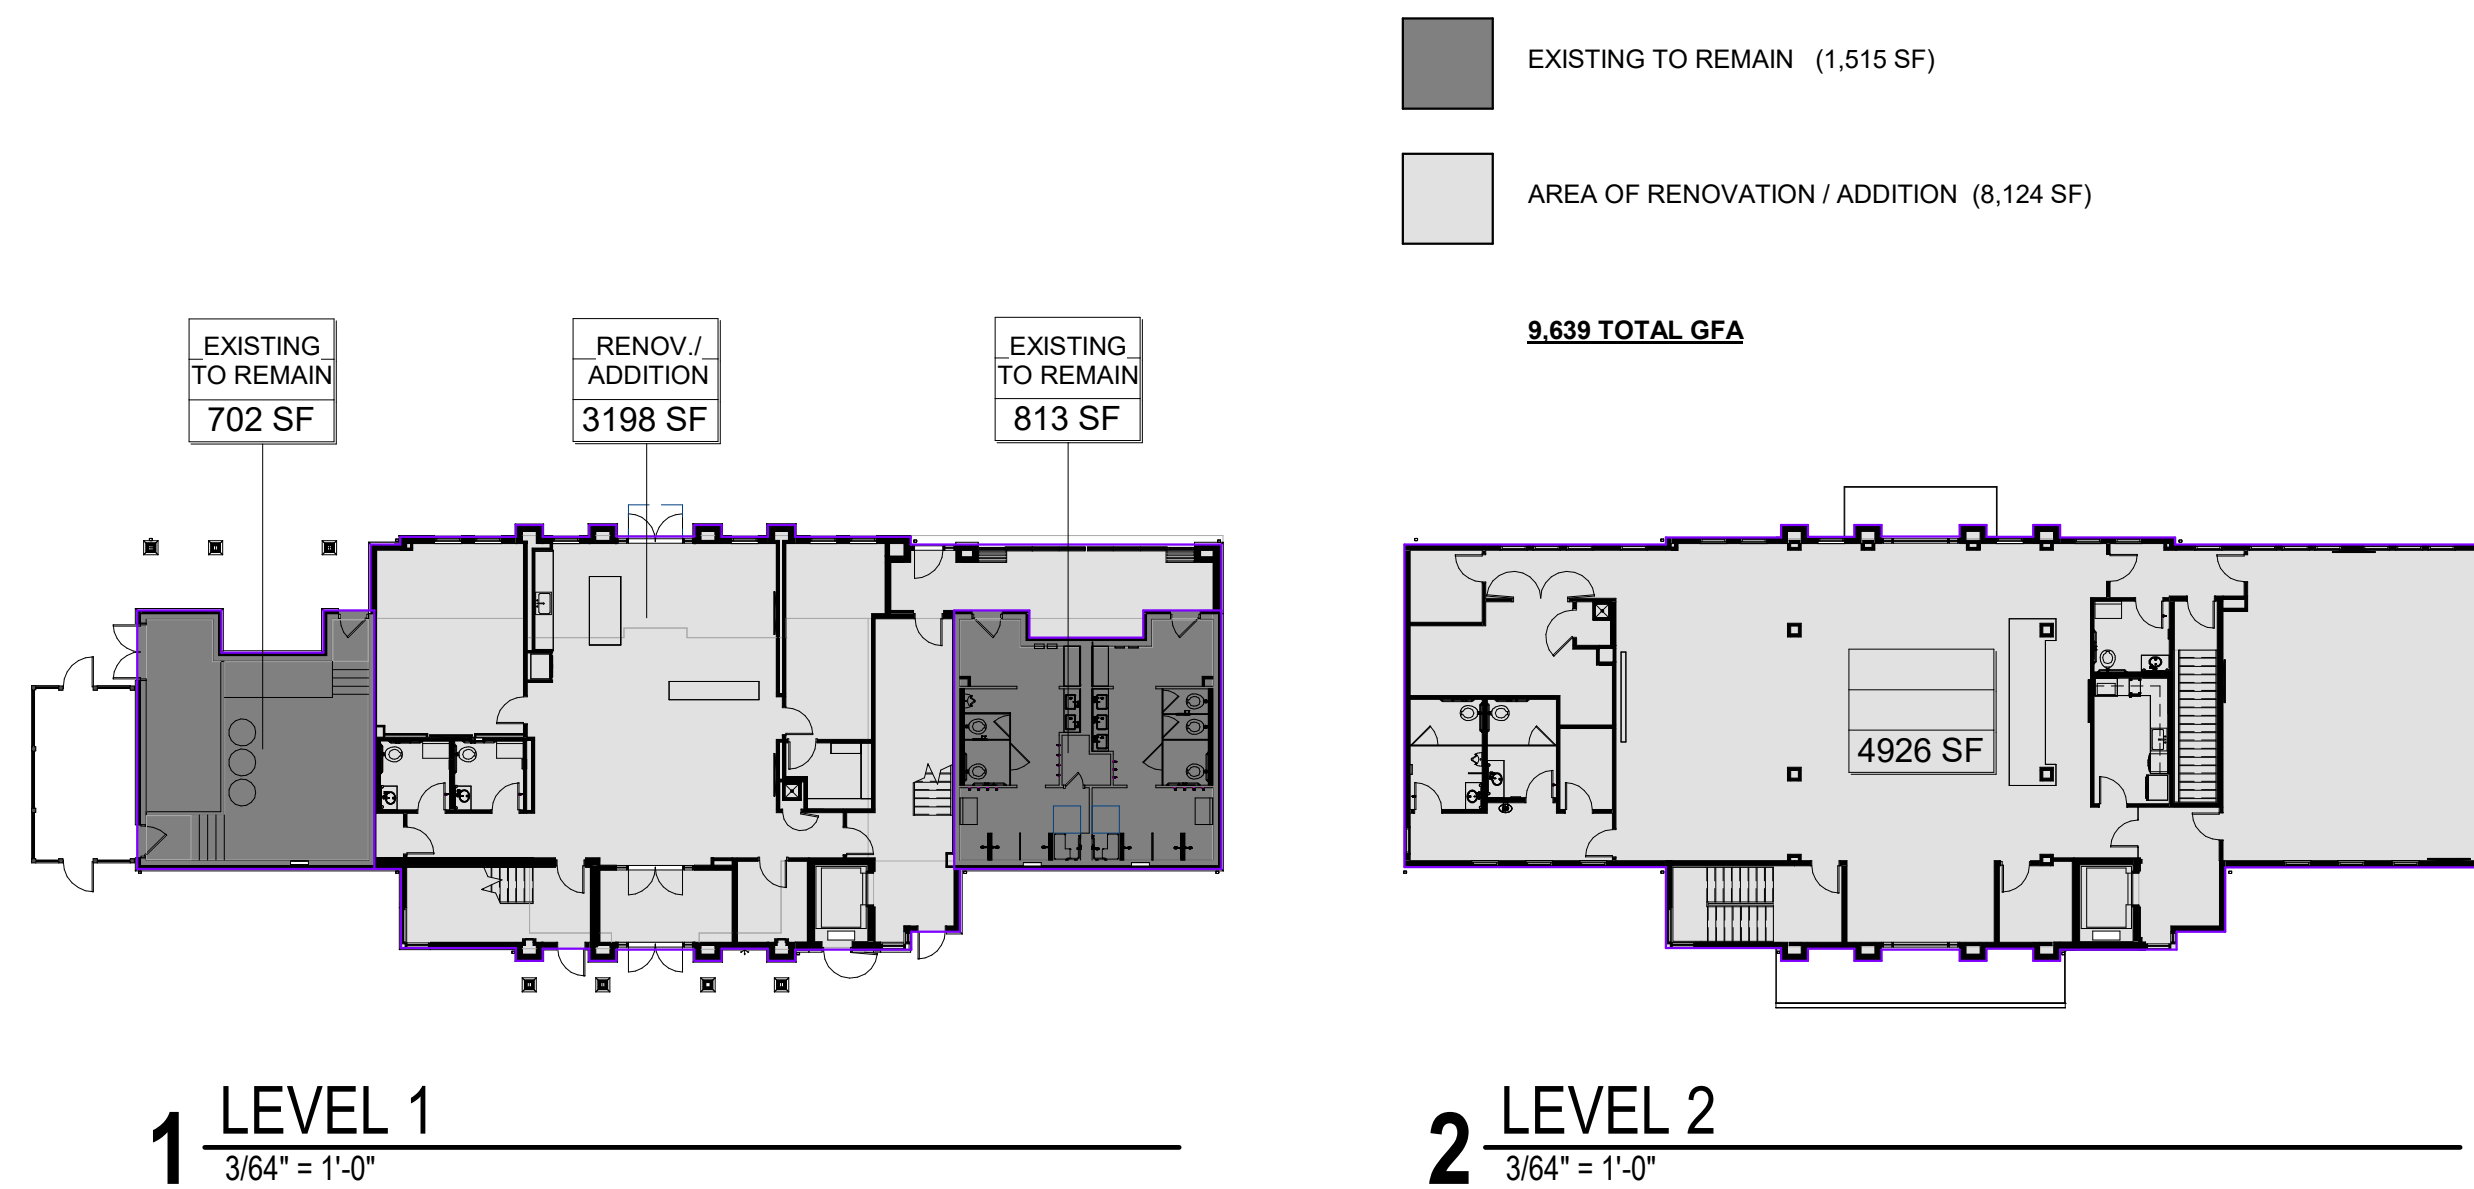 EXISTING TO REMAIN (1,515 SF)
AREA OF RENOVATION / ADDITION (8,124 SF)
9,639 TOTAL GFA
EXISTING
TO REMAIN
702 SF
RENOV./
ADDITION
3198 SF
EXISTING
TO REMAIN
813 SF
4926 SF
1 LEVEL 1
3/64" = 1'-0"
2 LEVEL 2
3/64" = 1'-0"